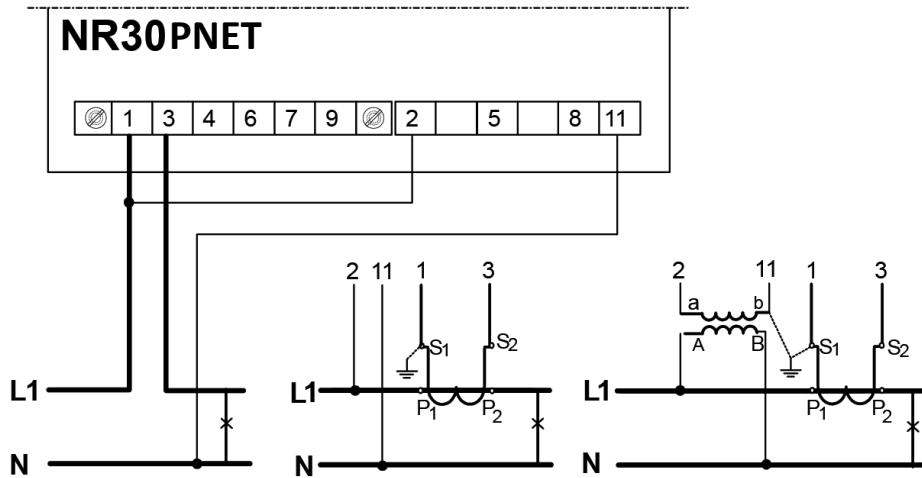 NR30PNET
1 3 4 6 7 9 2 5 8 11
2 11 1 3 2 11 1 3
a b
S1 S2 A B S1 S2
L1 L1 P1 P2 L1 P1 P2
N N N